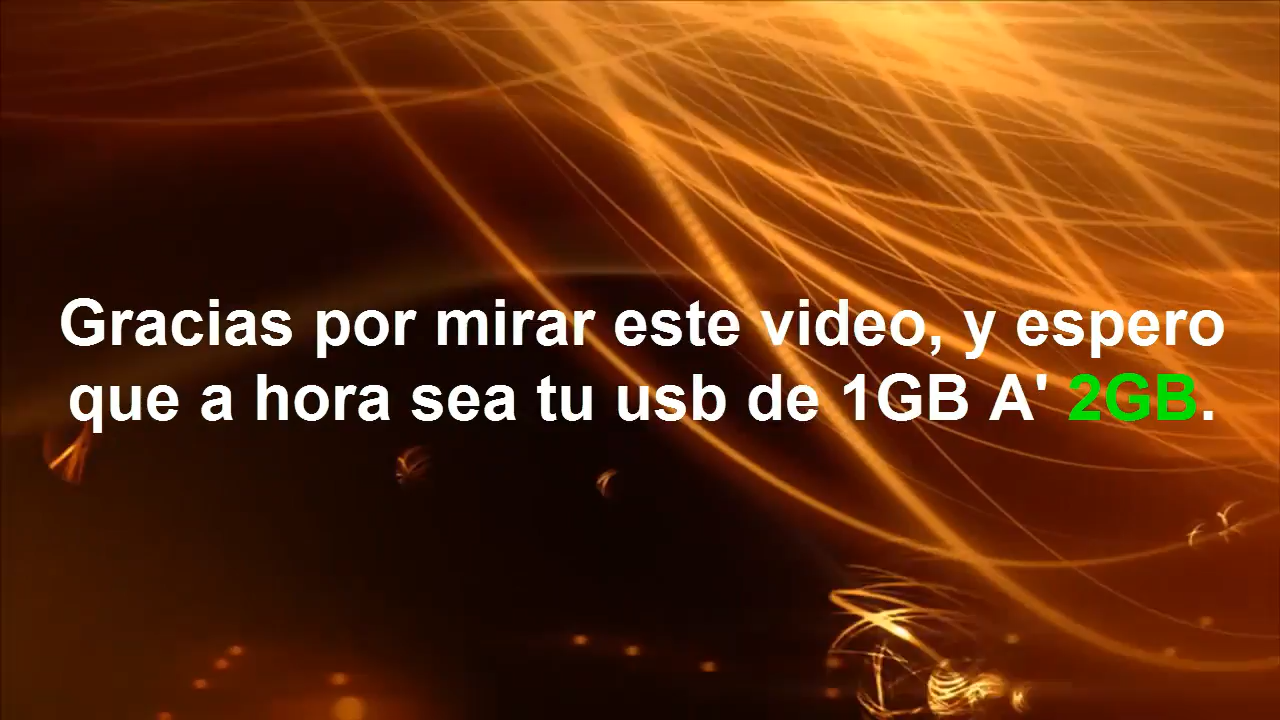 Gracias por mirar este video, y espero
que a hora sea tu usb de 1GB A' 2GB.